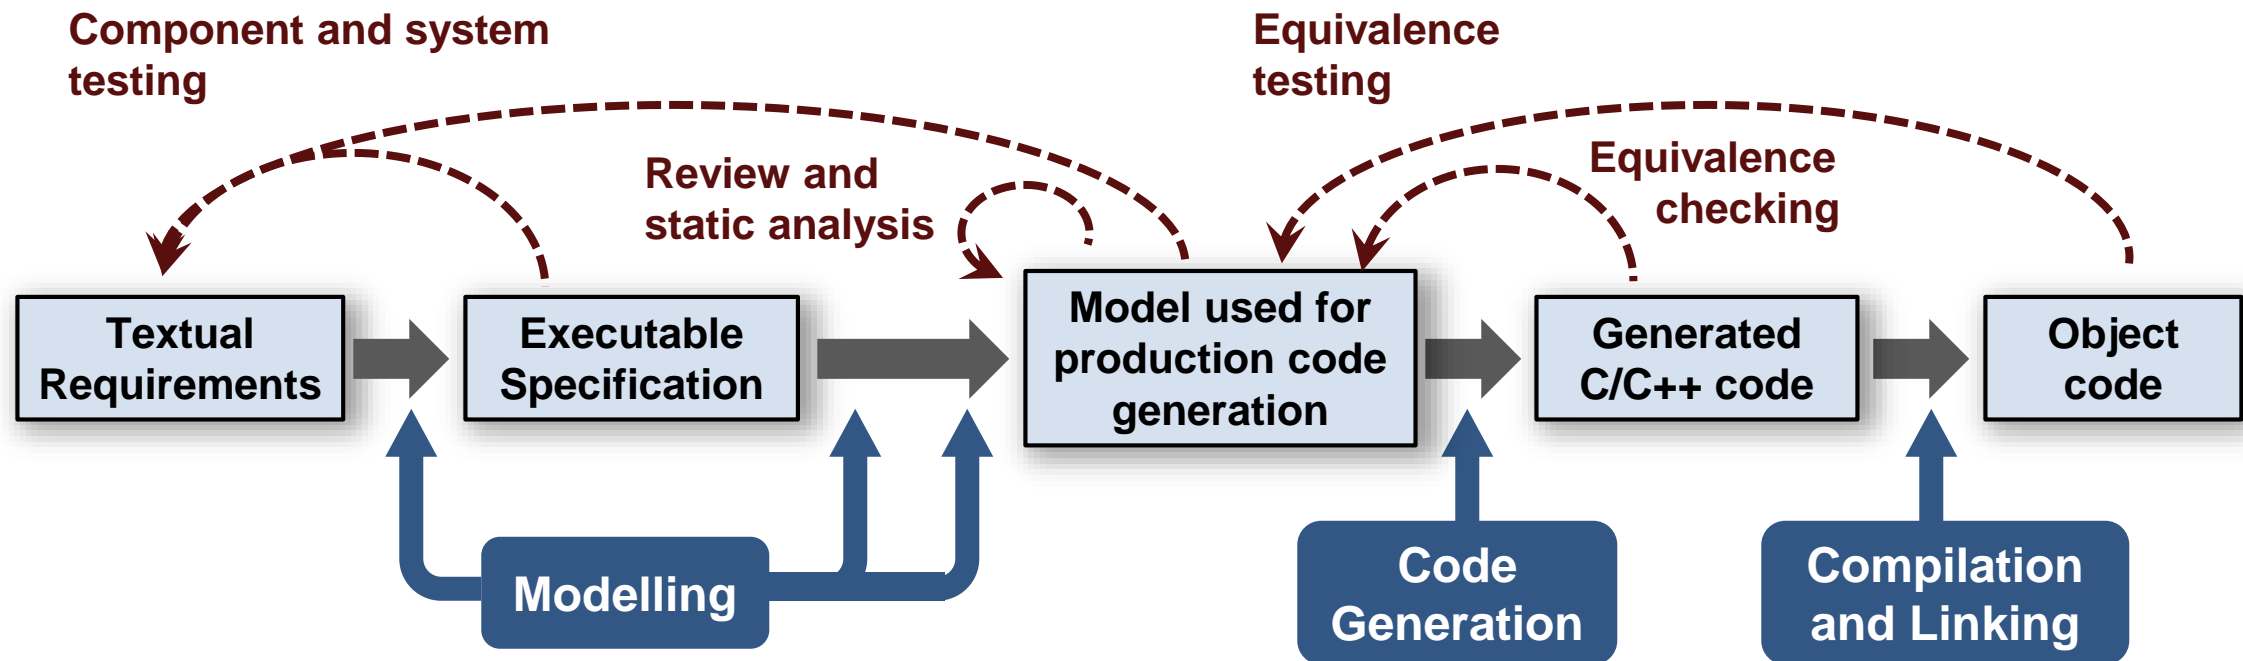 Component and system
testing
Equivalence
testing
Review and
static analysis
Equivalence
checking
Textual
Requirements
Executable
Specification
Model used for
production code
generation
Generated
C/C++ code
Object
code
Modelling
Code
Generation
Compilation
and Linking